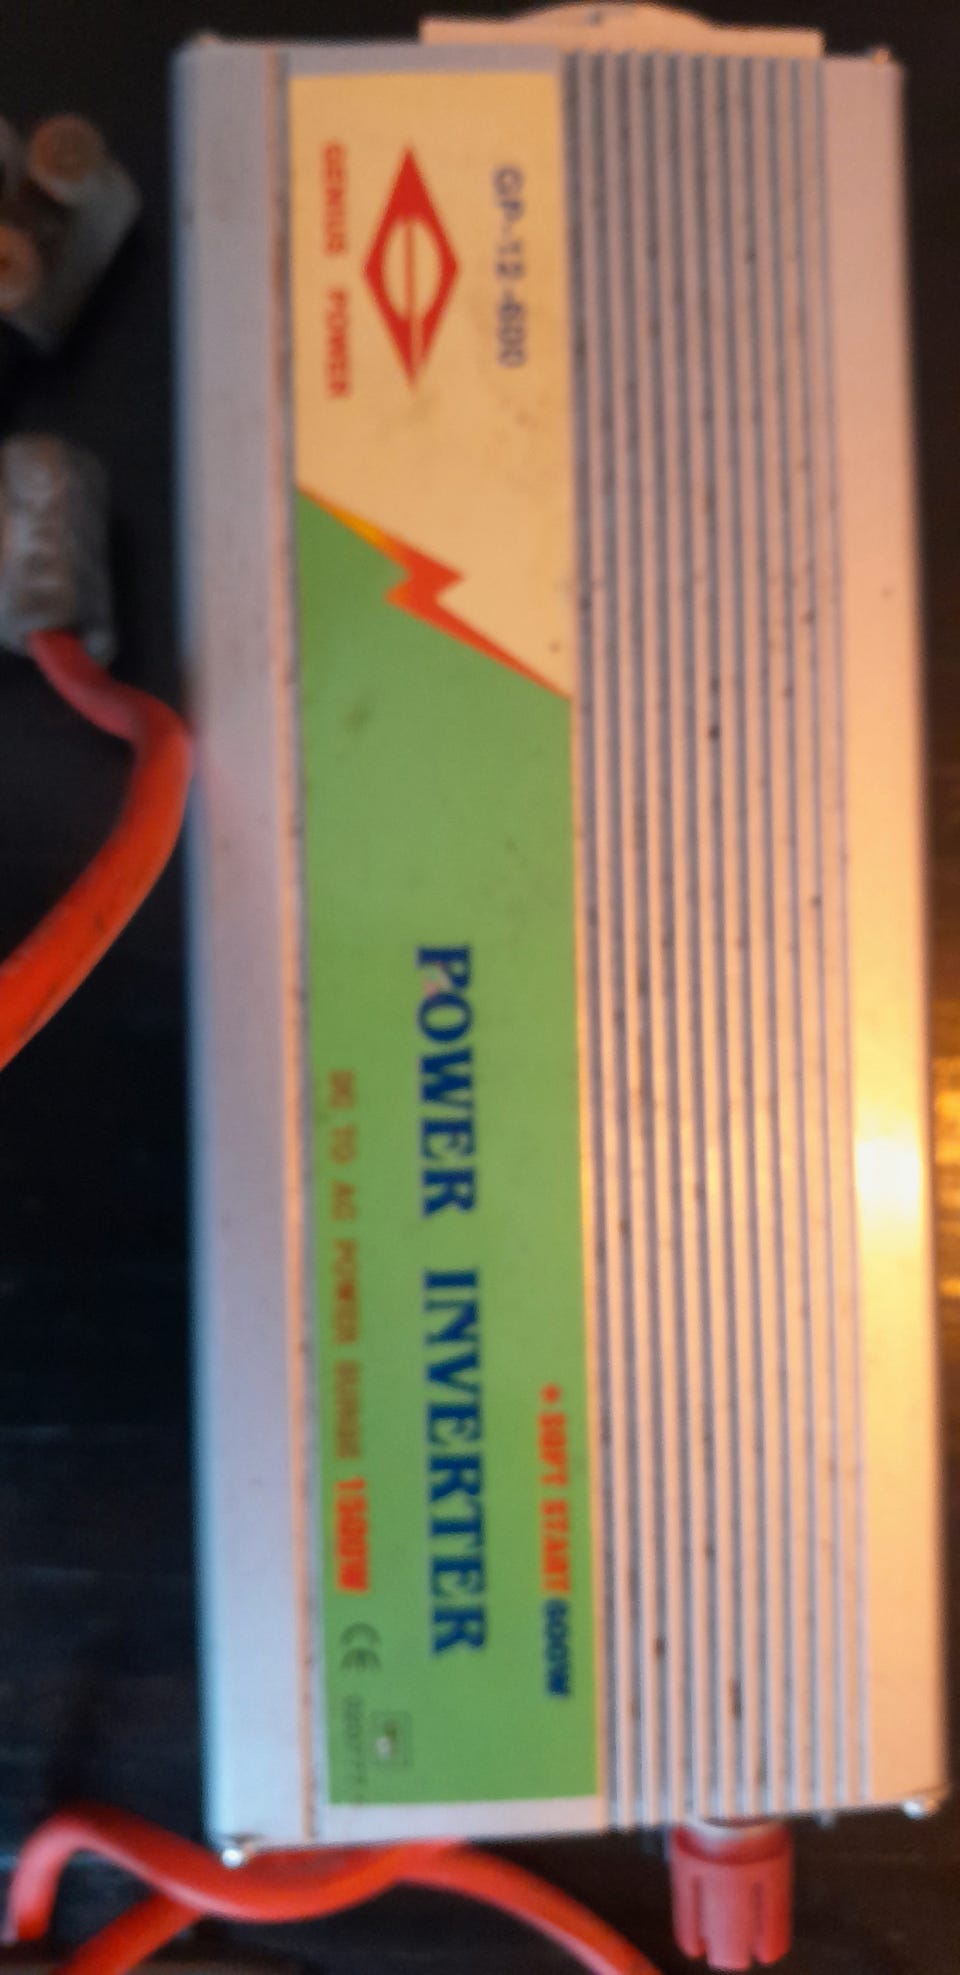 GP-12-600
GENIUS POWER
+ SOFT START 600W
POWER INVERTER
DC TO AC POWER SURGE 1500W
CE